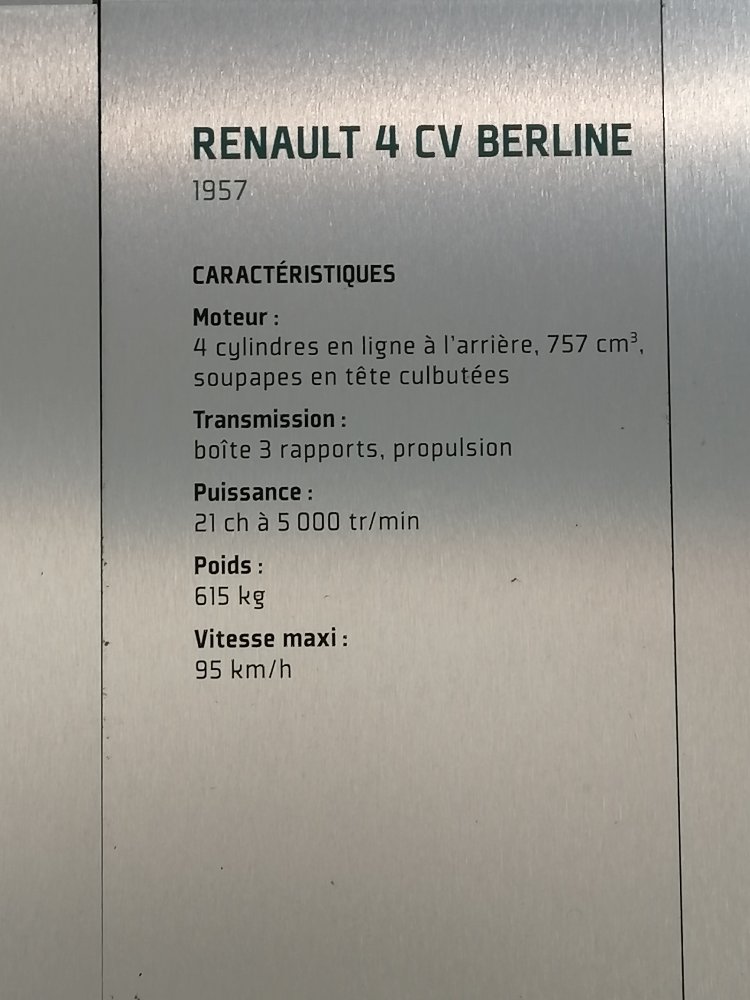 RENAULT 4 CV BERLINE
1957
CARACTÉRISTIQUES
Moteur :
4 cylindres en ligne à l'arrière, 757 cm³,
soupapes en tête culbutées
Transmission :
boîte 3 rapports, propulsion
Puissance :
21 ch à 5 000 tr/min
Poids :
615 kg
Vitesse maxi :
95 km/h